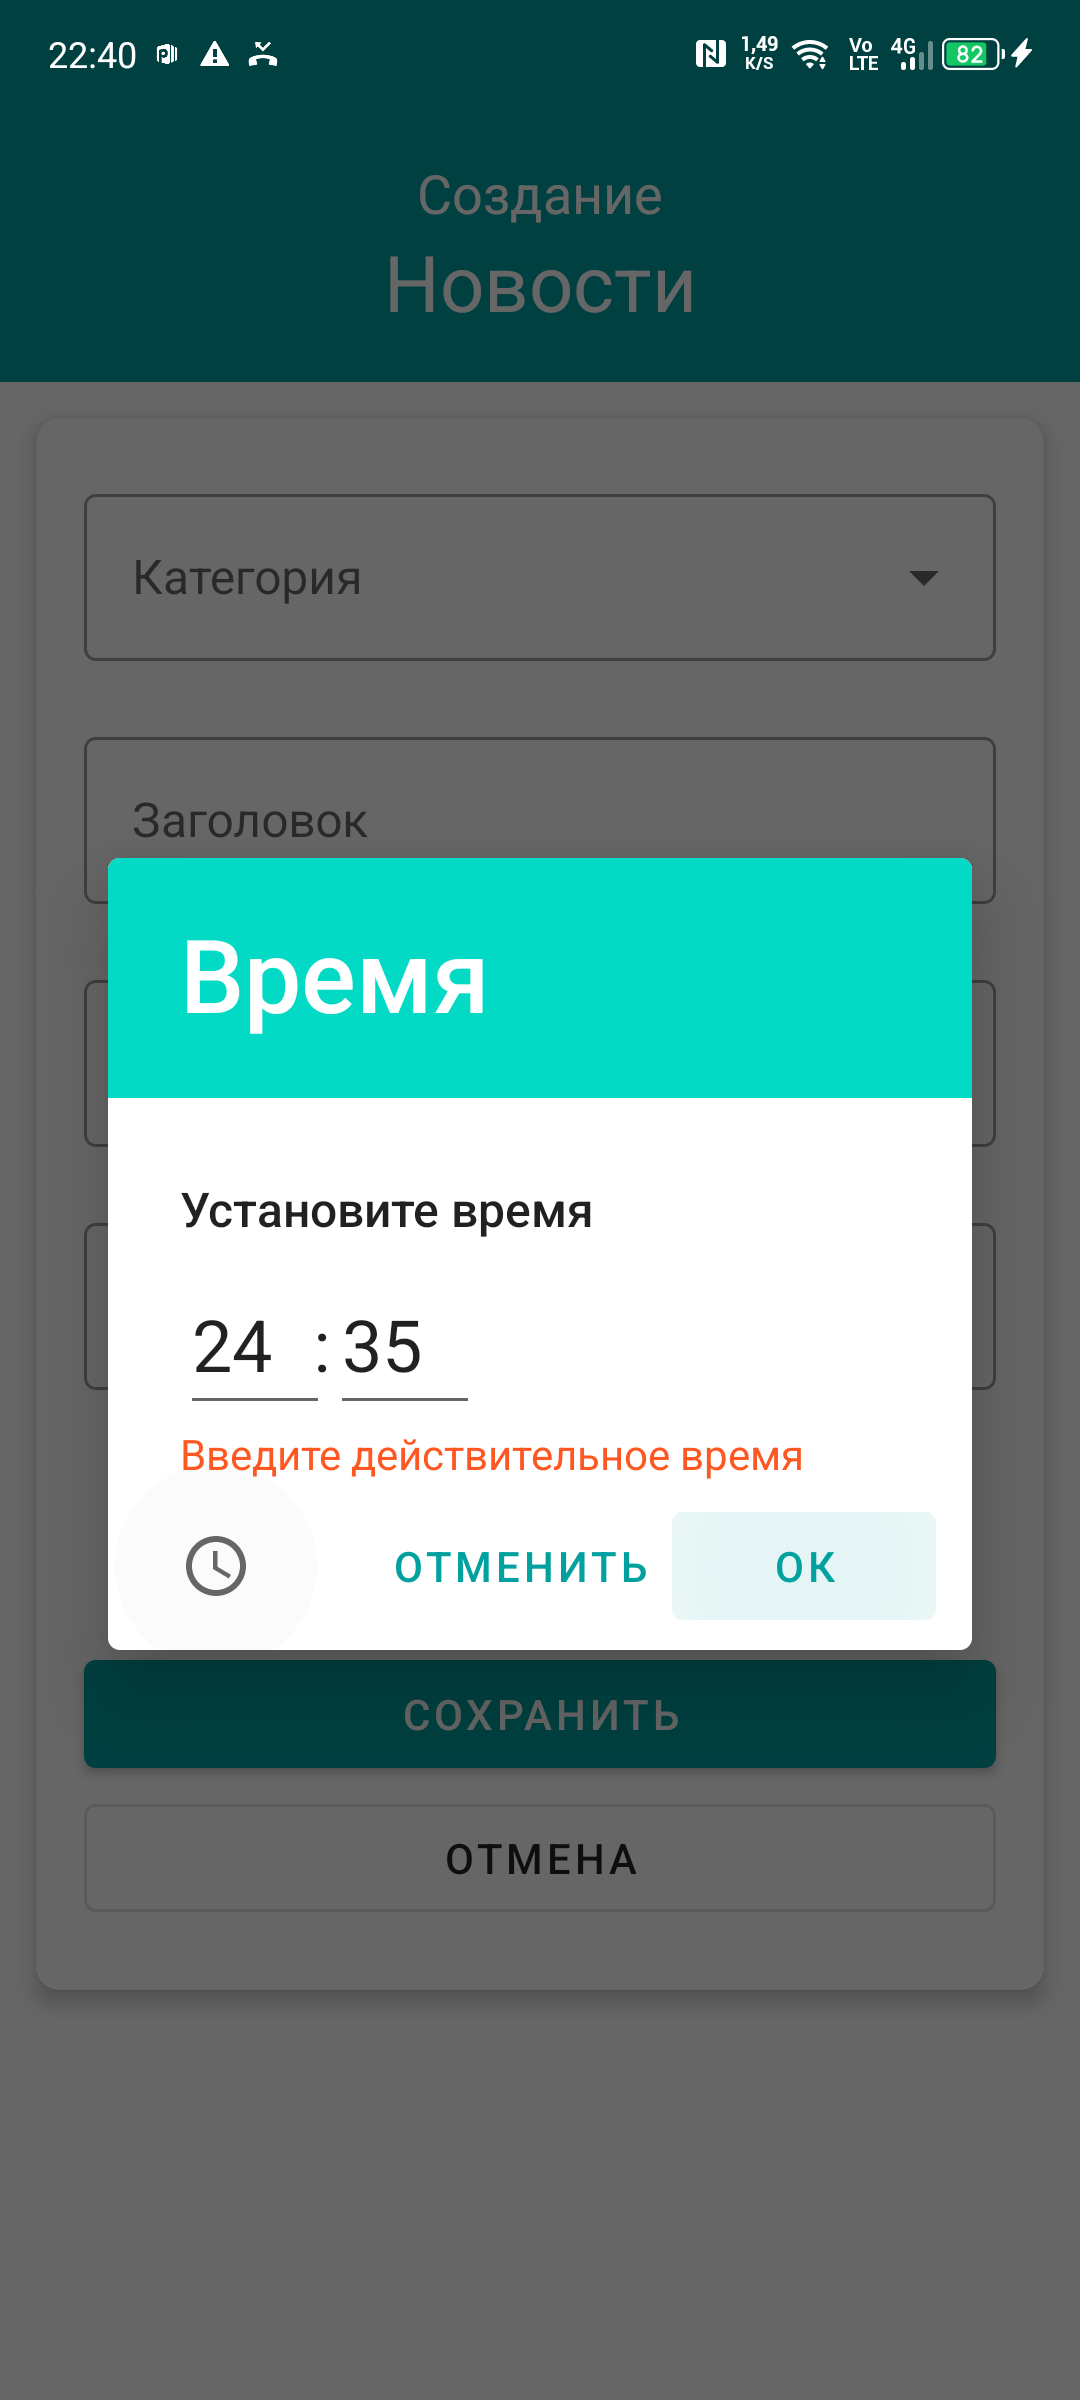 22:40 1,49 K/S Vo LTE 4G 82
Создание
Новости
Категория
Заголовок
Время
Установите время
24 : 35
Введите действительное время
ОТМЕНИТЬ ОК
СОХРАНИТЬ
ОТМЕНА